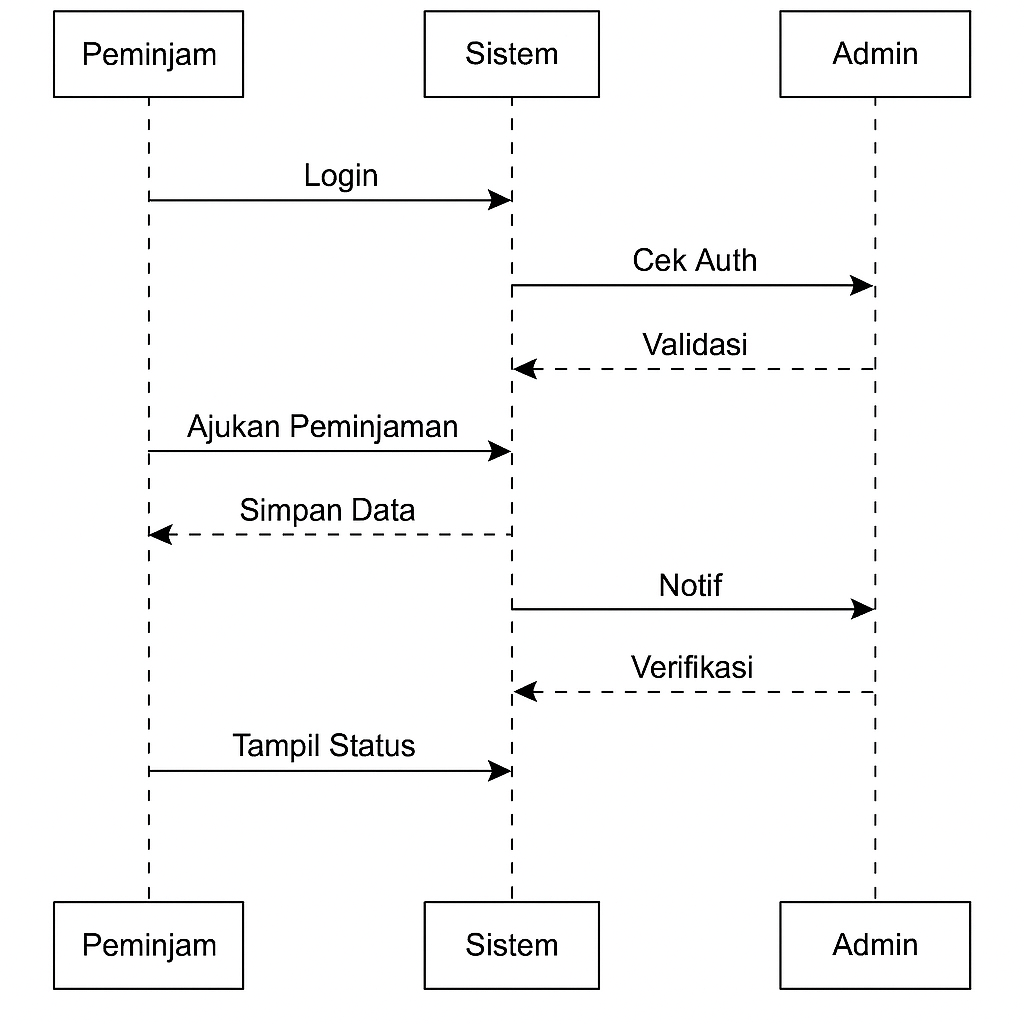 Peminjam
Sistem
Admin
Login
Cek Auth
Validasi
Ajukan Peminjaman
Simpan Data
Notif
Verifikasi
Tampil Status
Peminjam
Sistem
Admin